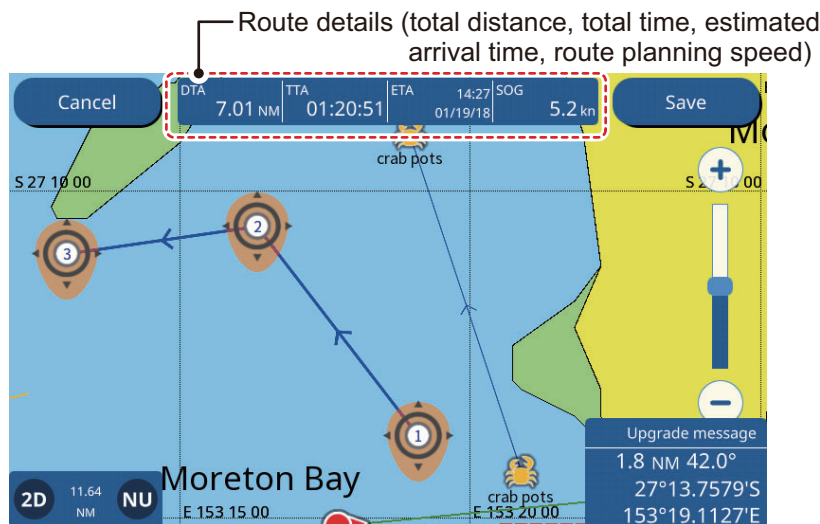 Route details (total distance, total time, estimated
arrival time, route planning speed)
Cancel
DTA 7.01 NM
TTA 01:20:51
ETA 14:27
01/19/18
SOG 5.2 kn
Save
crab pots
S 27 10 00
2
3
1
+
−
Moreton Bay
crab pots
2D
11.64
NM
NU
E 153 15 00
E 153 20 00
Upgrade message
1.8 NM 42.0°
27°13.7579'S
153°19.1127'E